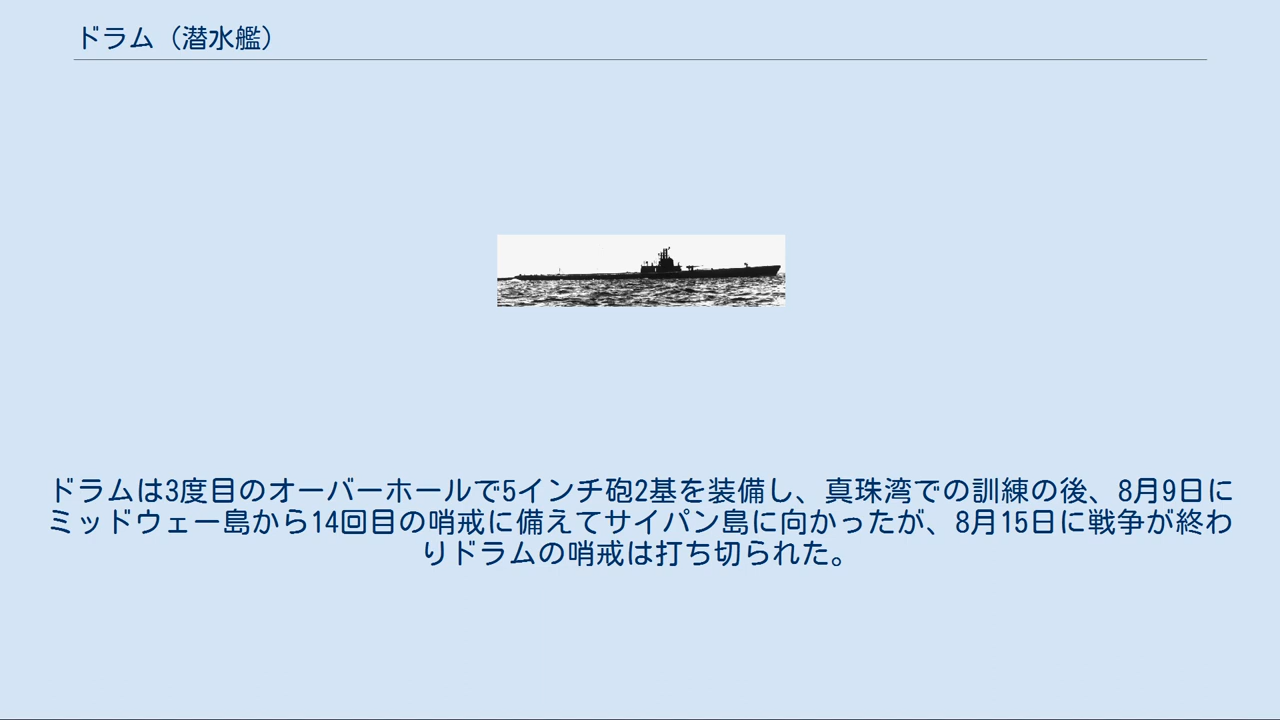 ドラム（潜水艦）
ドラムは3度目のオーバーホールで5インチ砲2基を装備し、真珠湾での訓練の後、8月9日に
ミッドウェー島から14回目の哨戒に備えてサイパン島に向かったが、8月15日に戦争が終わ
りドラムの哨戒は打ち切られた。